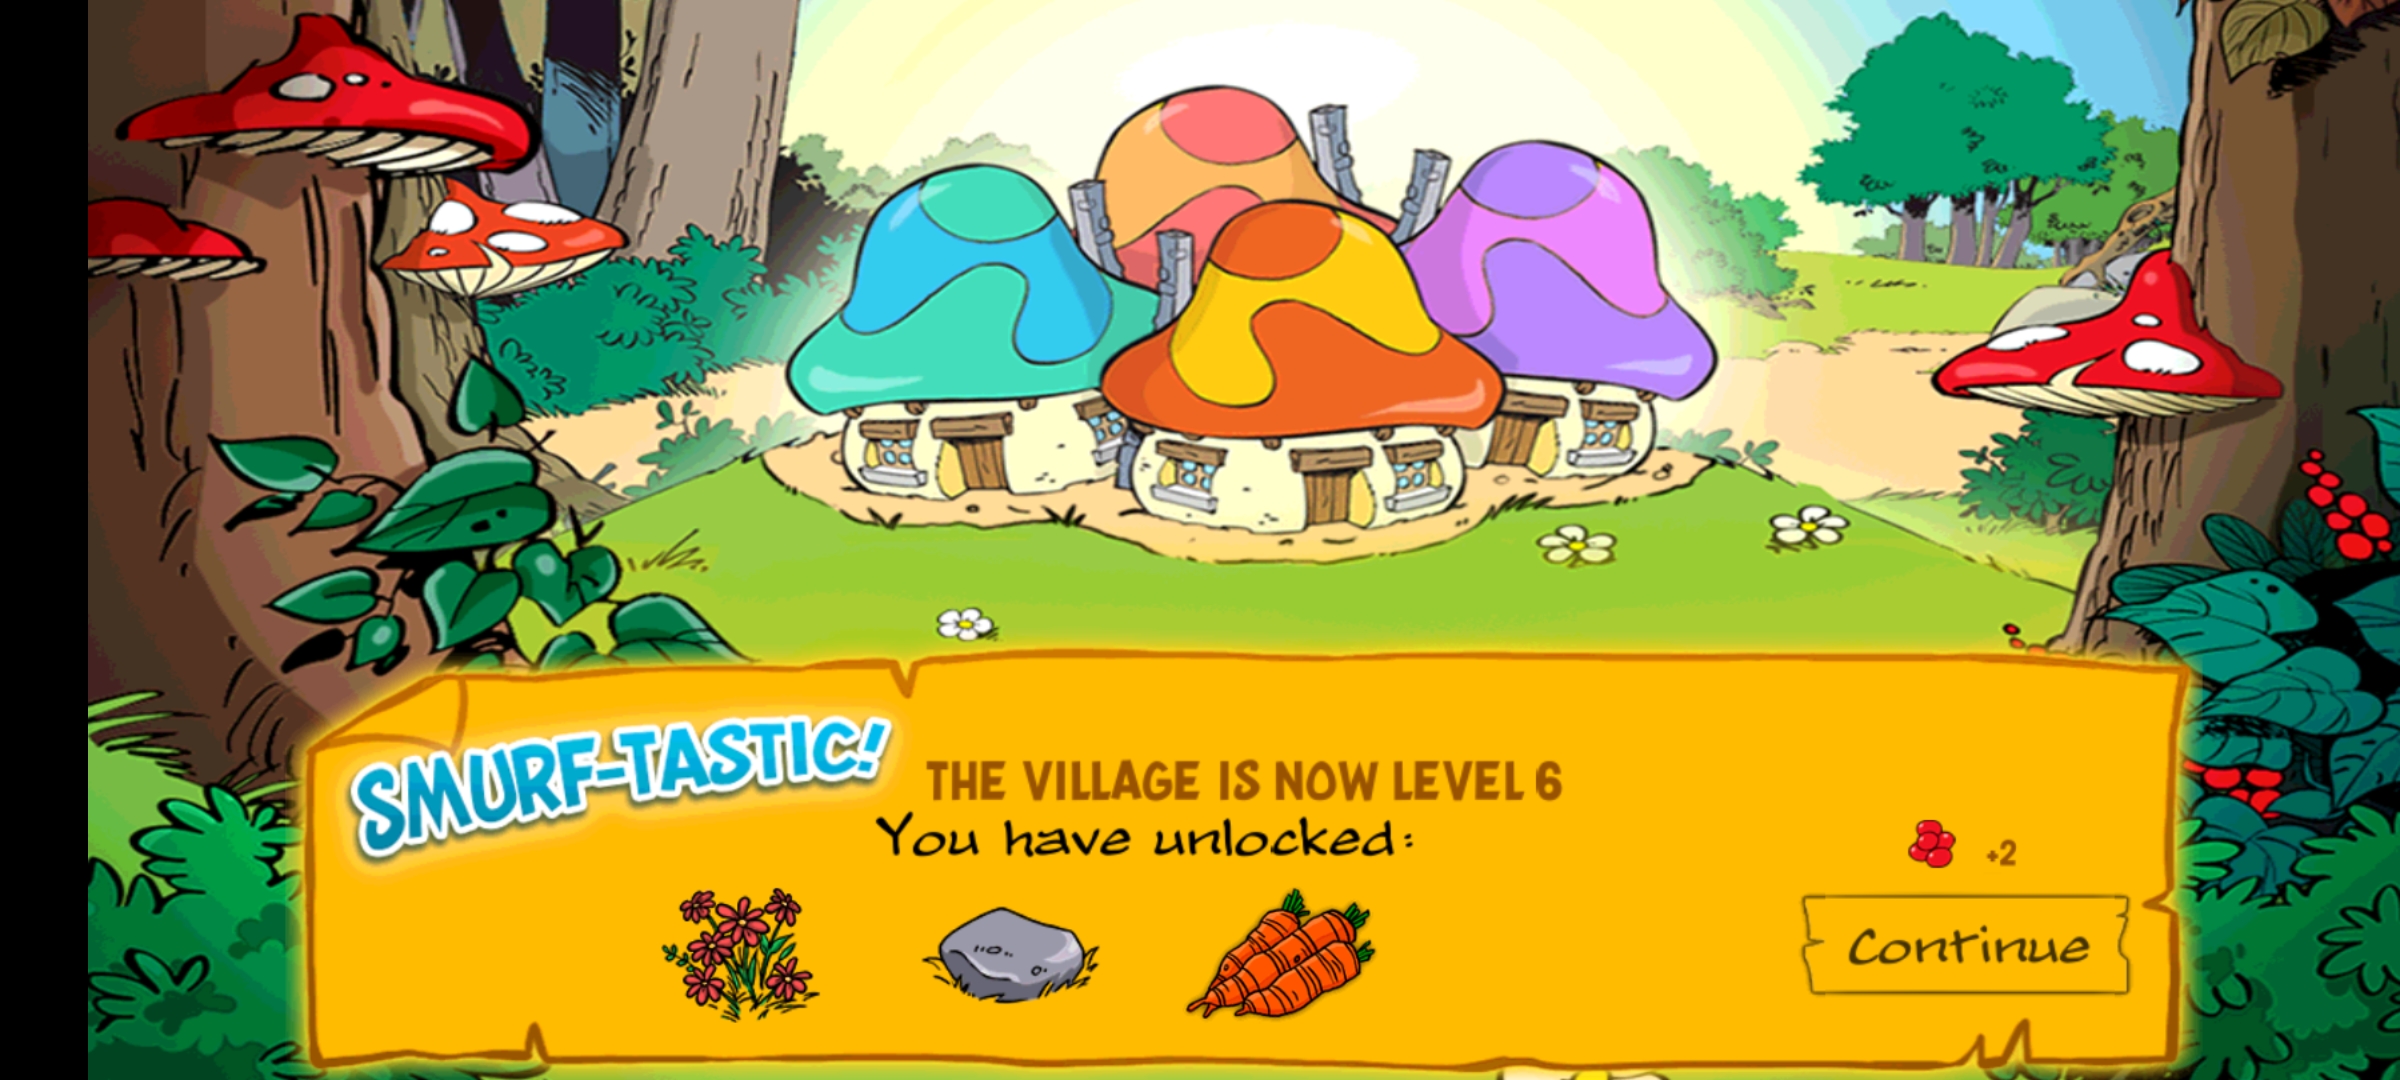 SMURF-TASTIC!
THE VILLAGE IS NOW LEVEL 6
You have unlocked:
+2
Continue